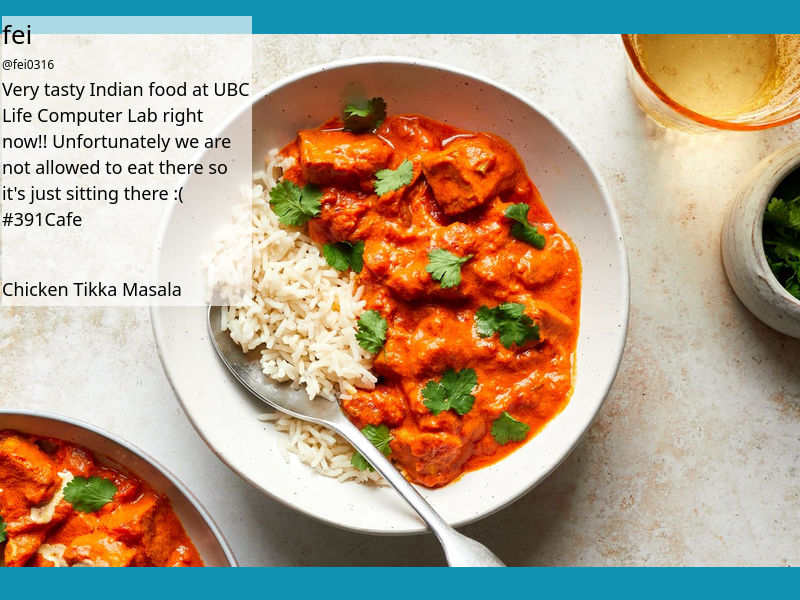 fei
@fei0316
Very tasty Indian food at UBC
Life Computer Lab right
now!! Unfortunately we are
not allowed to eat there so
it's just sitting there :(
#391Cafe
Chicken Tikka Masala